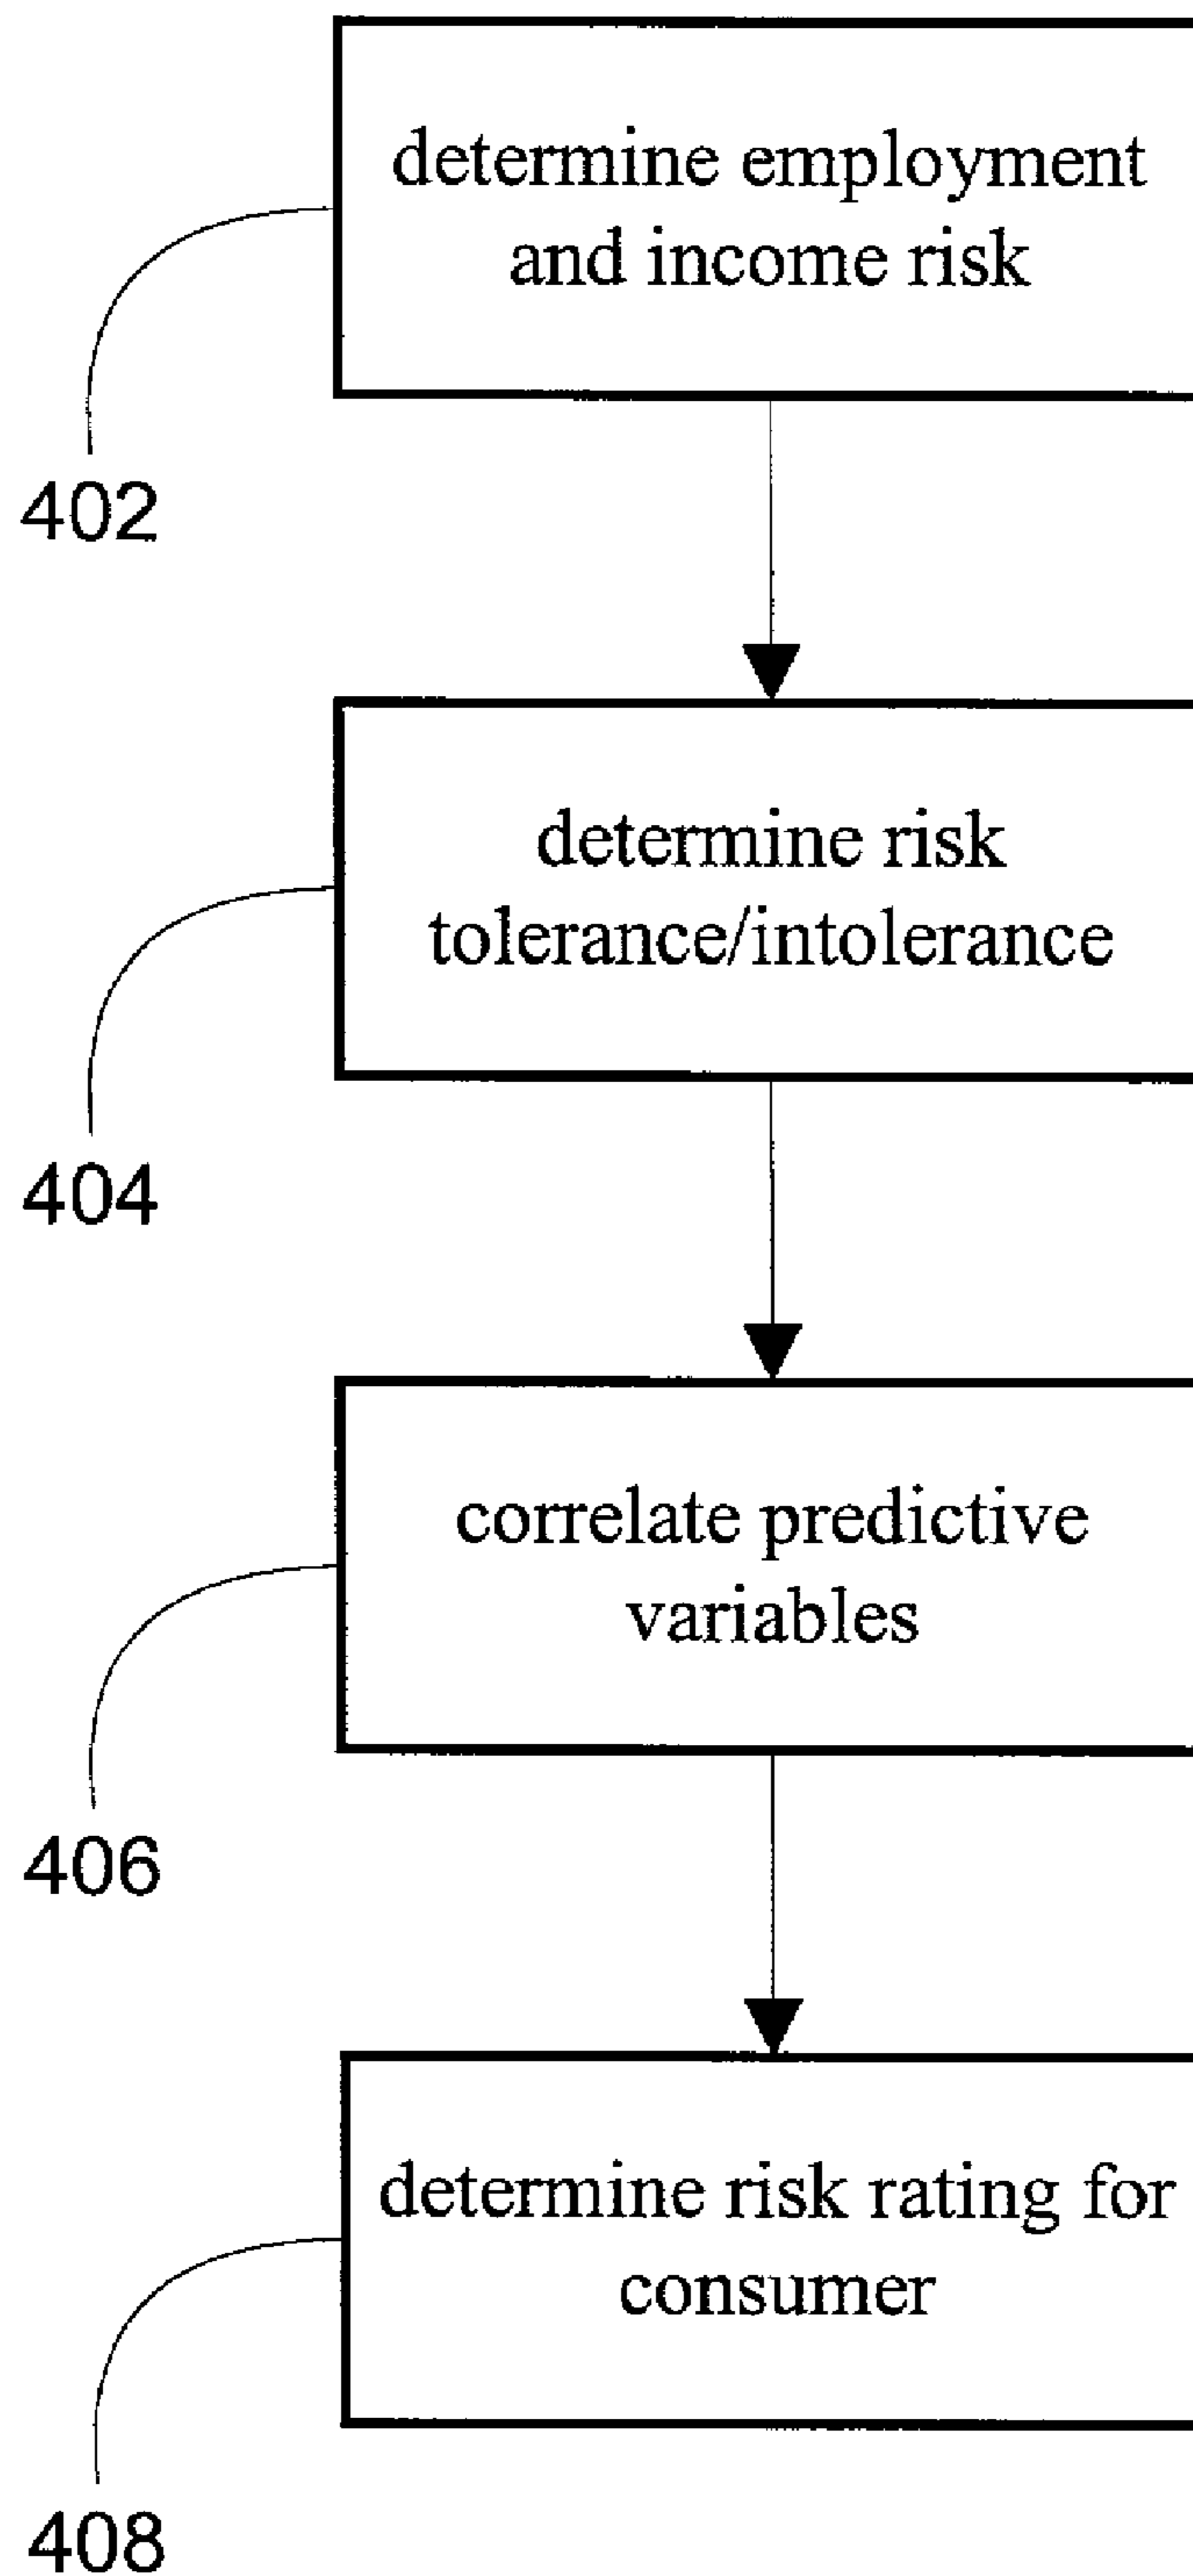 determine employment
and income risk
402
determine risk
tolerance/intolerance
404
correlate predictive
variables
406
determine risk rating for
consumer
408